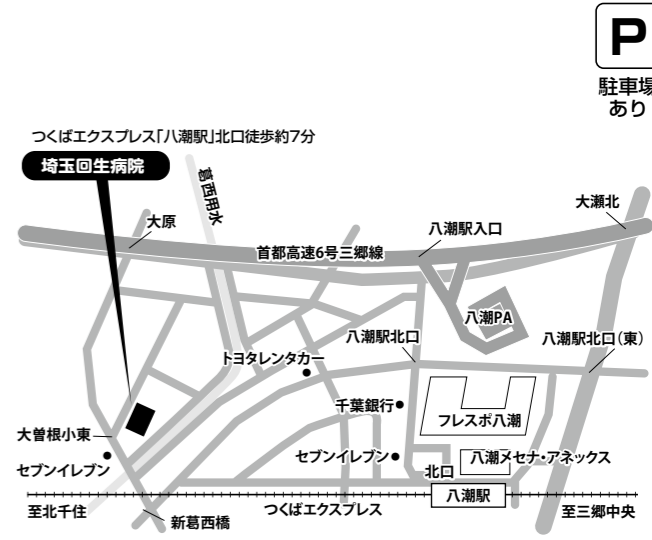 P
駐車場
あり
つくばエクスプレス「八潮駅」北口徒歩約7分
埼玉回生病院
葛西用水
大原
大瀬北
八潮駅入口
首都高速6号三郷線
八潮PA
八潮駅北口
八潮駅北口(東)
トヨタレンタカー
千葉銀行
フレスポ八潮
大曽根小東
セブンイレブン
セブンイレブン
八潮メセナ・アネックス
北口
八潮駅
至北千住
新葛西橋
つくばエクスプレス
至三郷中央